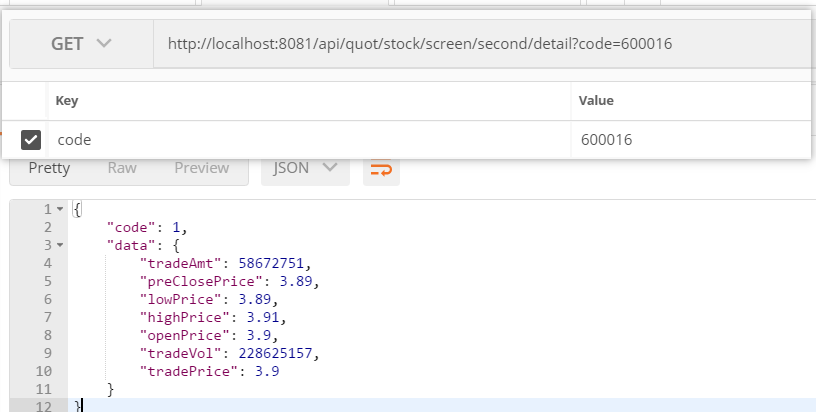 GET http://localhost:8081/api/quot/stock/screen/second/detail?code=600016
Key Value
code 600016
Pretty Raw Preview JSON
1 {
2 "code": 1,
3 "data": {
4 "tradeAmt": 58672751,
5 "preClosePrice": 3.89,
6 "lowPrice": 3.89,
7 "highPrice": 3.91,
8 "openPrice": 3.9,
9 "tradeVol": 228625157,
10 "tradePrice": 3.9
11 }
12 }